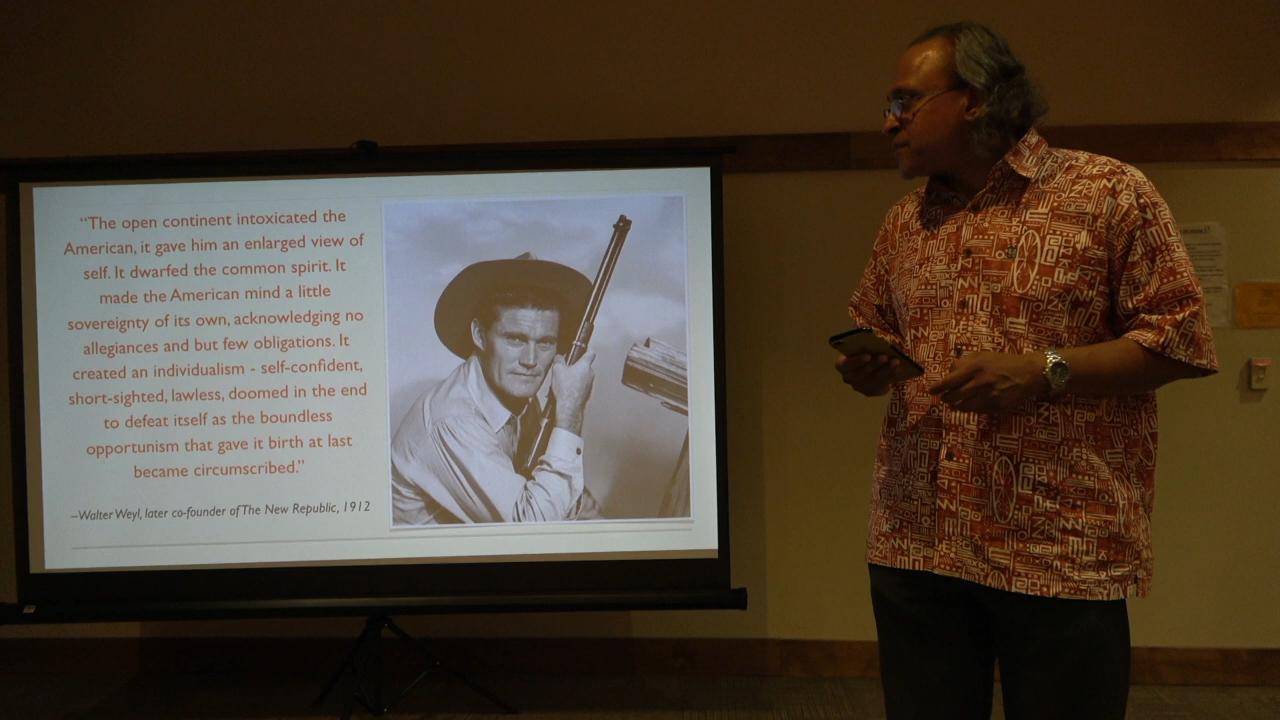 “The open continent intoxicated the
American, it gave him an enlarged view of
self. It dwarfed the common spirit. It
made the American mind a little
sovereignty of its own, acknowledging no
allegiances and but few obligations. It
created an individualism - self-confident,
short-sighted, lawless, doomed in the end
to defeat itself as the boundless
opportunism that gave it birth at last
became circumscribed.”
–Walter Weyl, later co-founder of The New Republic, 1912